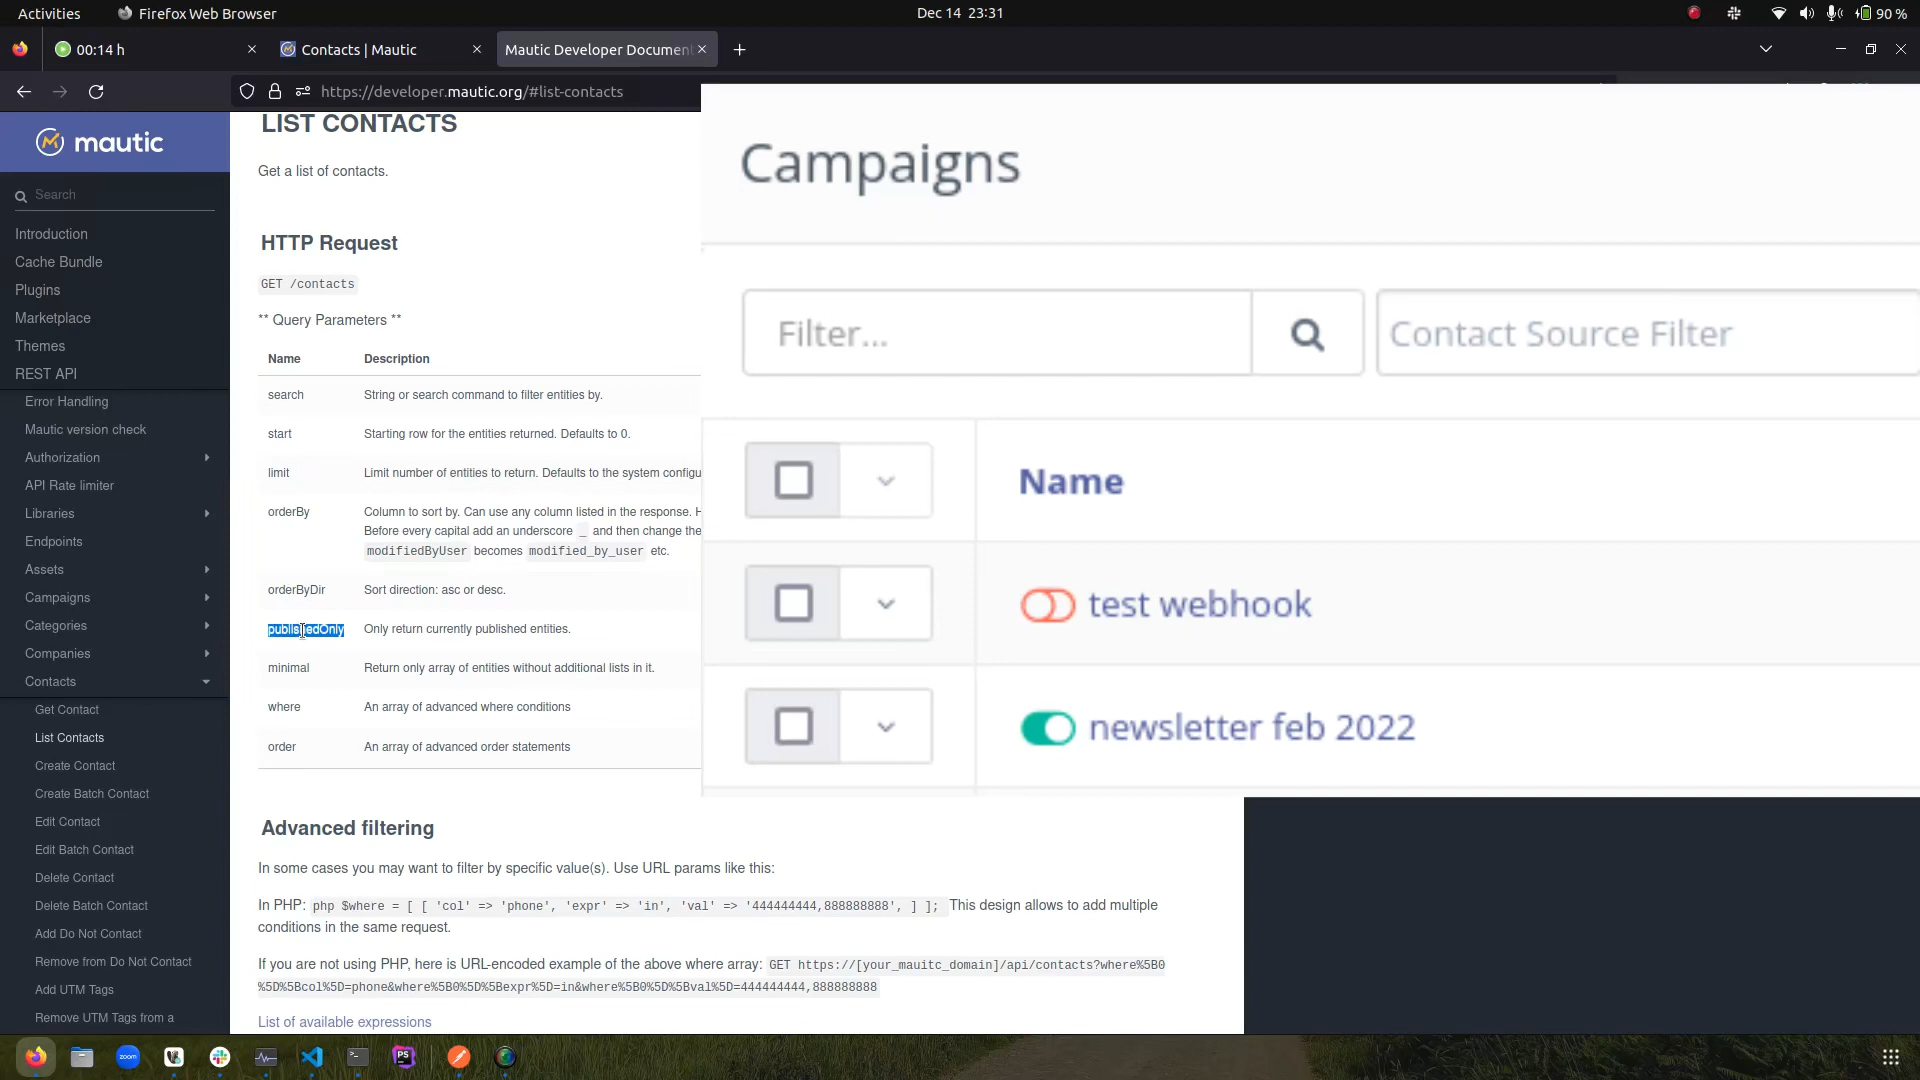 Activities
Firefox Web Browser
Dec 14 23:31
90 %
00:14 h
Contacts | Mautic
Mautic Developer Document
https://developer.mautic.org/#list-contacts
mautic
Search
Introduction
Cache Bundle
Plugins
Marketplace
Themes
REST API
Error Handling
Mautic version check
Authorization
API Rate limiter
Libraries
Endpoints
Assets
Campaigns
Categories
Companies
Contacts
Get Contact
List Contacts
Create Contact
Create Batch Contact
Edit Contact
Edit Batch Contact
Delete Contact
Delete Batch Contact
Add Do Not Contact
Remove from Do Not Contact
Add UTM Tags
Remove UTM Tags from a
LIST CONTACTS
Get a list of contacts.
HTTP Request
GET /contacts
** Query Parameters **
Name Description
search String or search command to filter entities by.
start Starting row for the entities returned. Defaults to 0.
limit Limit number of entities to return. Defaults to the system configu
orderBy Column to sort by. Can use any column listed in the response. H
Before every capital add an underscore _ and then change the
modifiedByUser becomes modified_by_user etc.
orderByDir Sort direction: asc or desc.
publishedOnly Only return currently published entities.
minimal Return only array of entities without additional lists in it.
where An array of advanced where conditions
order An array of advanced order statements
Advanced filtering
In some cases you may want to filter by specific value(s). Use URL params like this:
In PHP: php $where = [ [ 'col' => 'phone', 'expr' => 'in', 'val' => '444444444,888888888', ] ]; This design allows to add multiple
conditions in the same request.
If you are not using PHP, here is URL-encoded example of the above where array: GET https://[your_mauitc_domain]/api/contacts?where%5B0
%5D%5Bcol%5D=phone&where%5B0%5D%5Bexpr%5D=in&where%5B0%5D%5Bval%5D=444444444,888888888
List of available expressions
Campaigns
Filter...
Contact Source Filter
Name
test webhook
newsletter feb 2022
zoom
PS